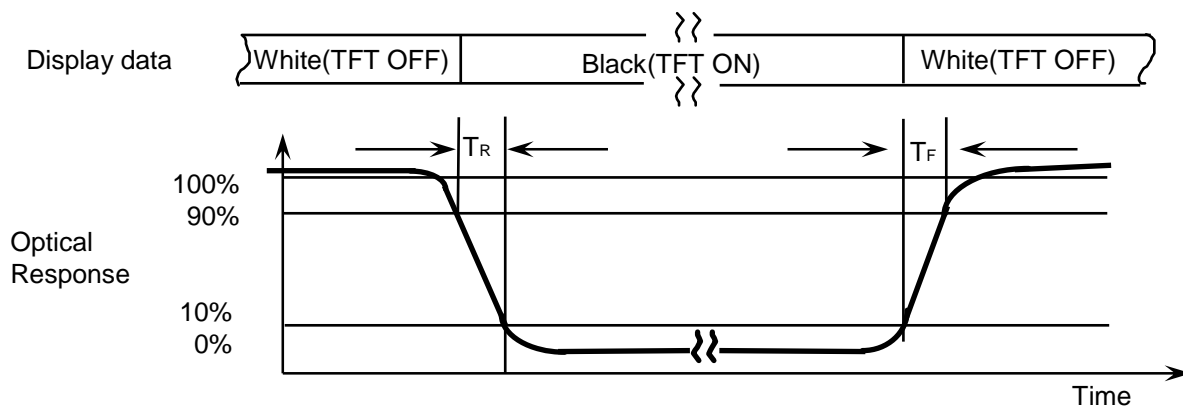 Display data
White(TFT OFF) Black(TFT ON) White(TFT OFF)
TR TF
100%
90%
Optical
Response
10%
0%
Time